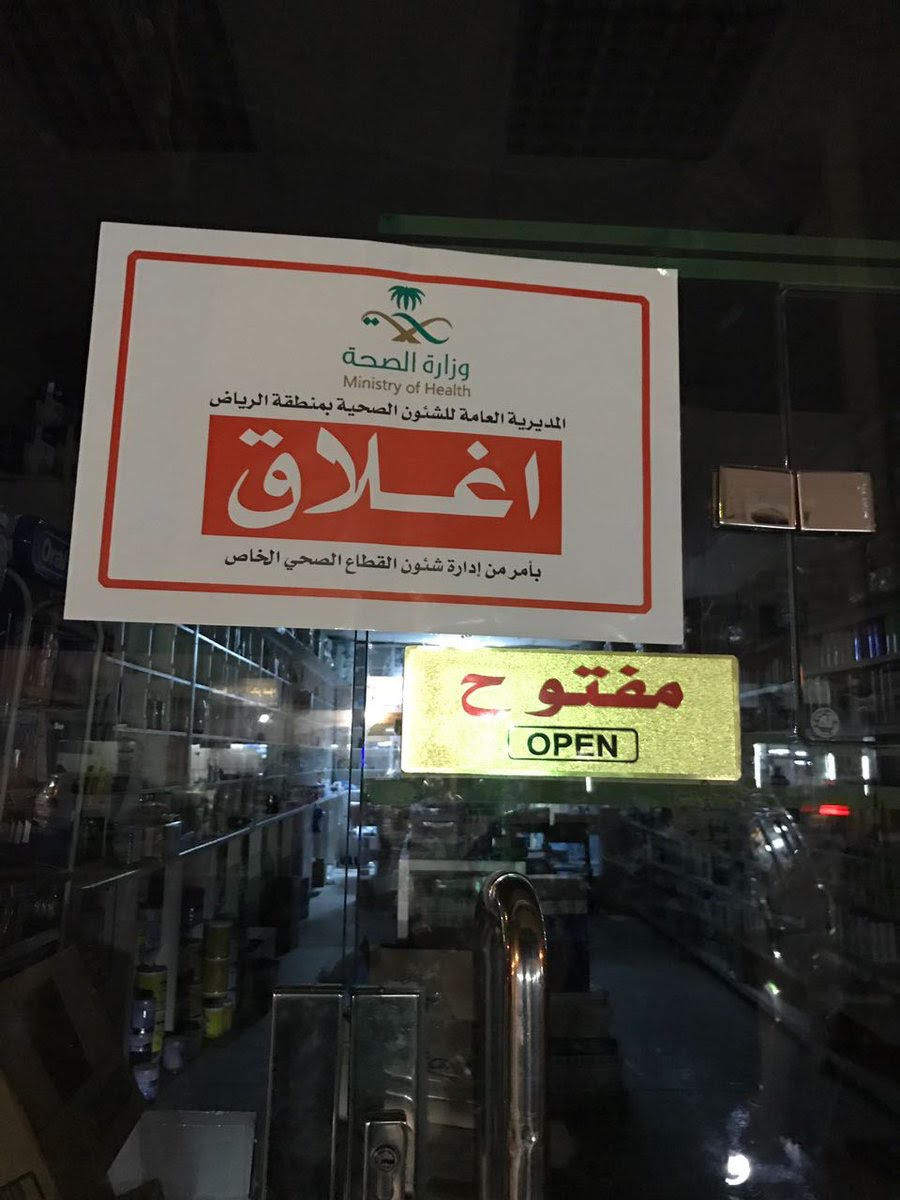 وزارة الصحة
Ministry of Health
المديرية العامة للشئون الصحية بمنطقة الرياض
اغلاق
بأمر من إدارة شئون القطاع الصحي الخاص
مفتوح
OPEN